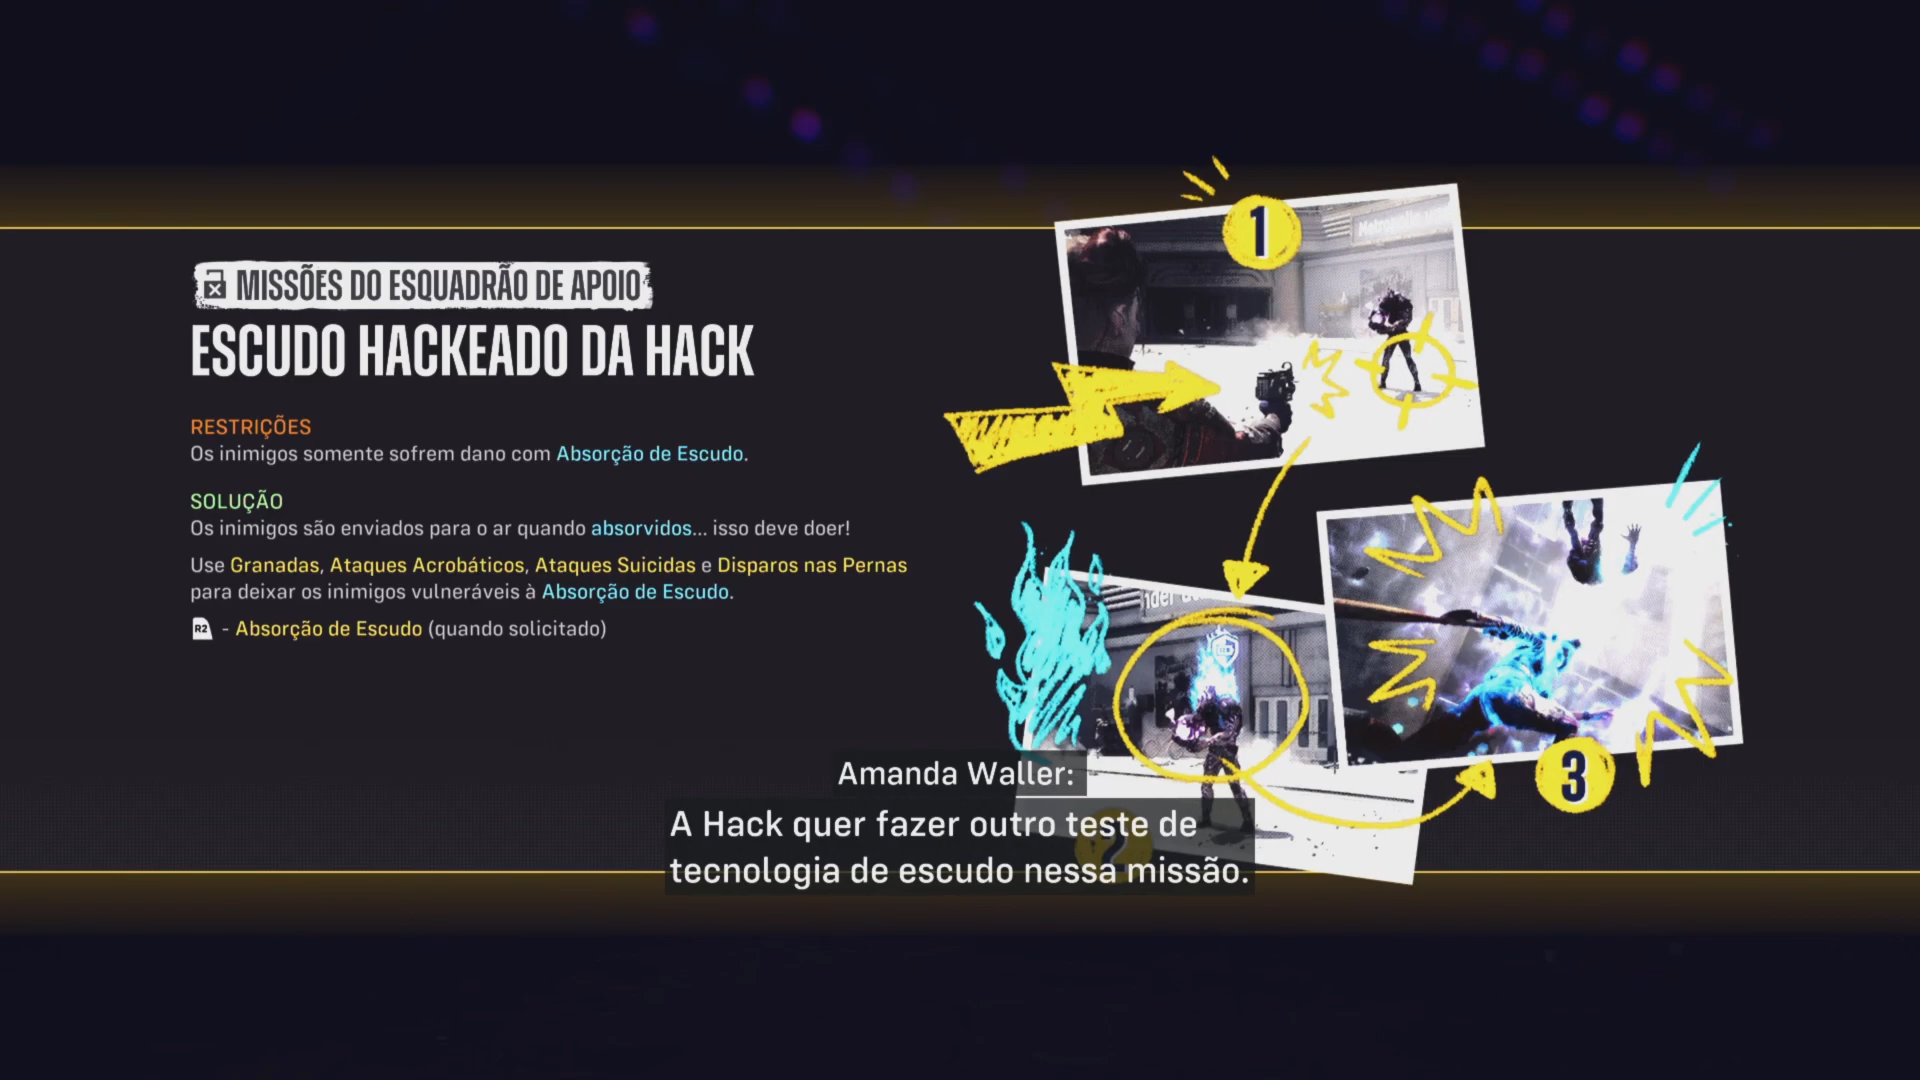 MISSÕES DO ESQUADRÃO DE APOIO
ESCUDO HACKEADO DA HACK
RESTRIÇÕES
Os inimigos somente sofrem dano com Absorção de Escudo.
SOLUÇÃO
Os inimigos são enviados para o ar quando absorvidos... isso deve doer!
Use Granadas, Ataques Acrobáticos, Ataques Suicidas e Disparos nas Pernas
para deixar os inimigos vulneráveis à Absorção de Escudo.
R2 - Absorção de Escudo (quando solicitado)
1
2
3
Amanda Waller:
A Hack quer fazer outro teste de
tecnologia de escudo nessa missão.